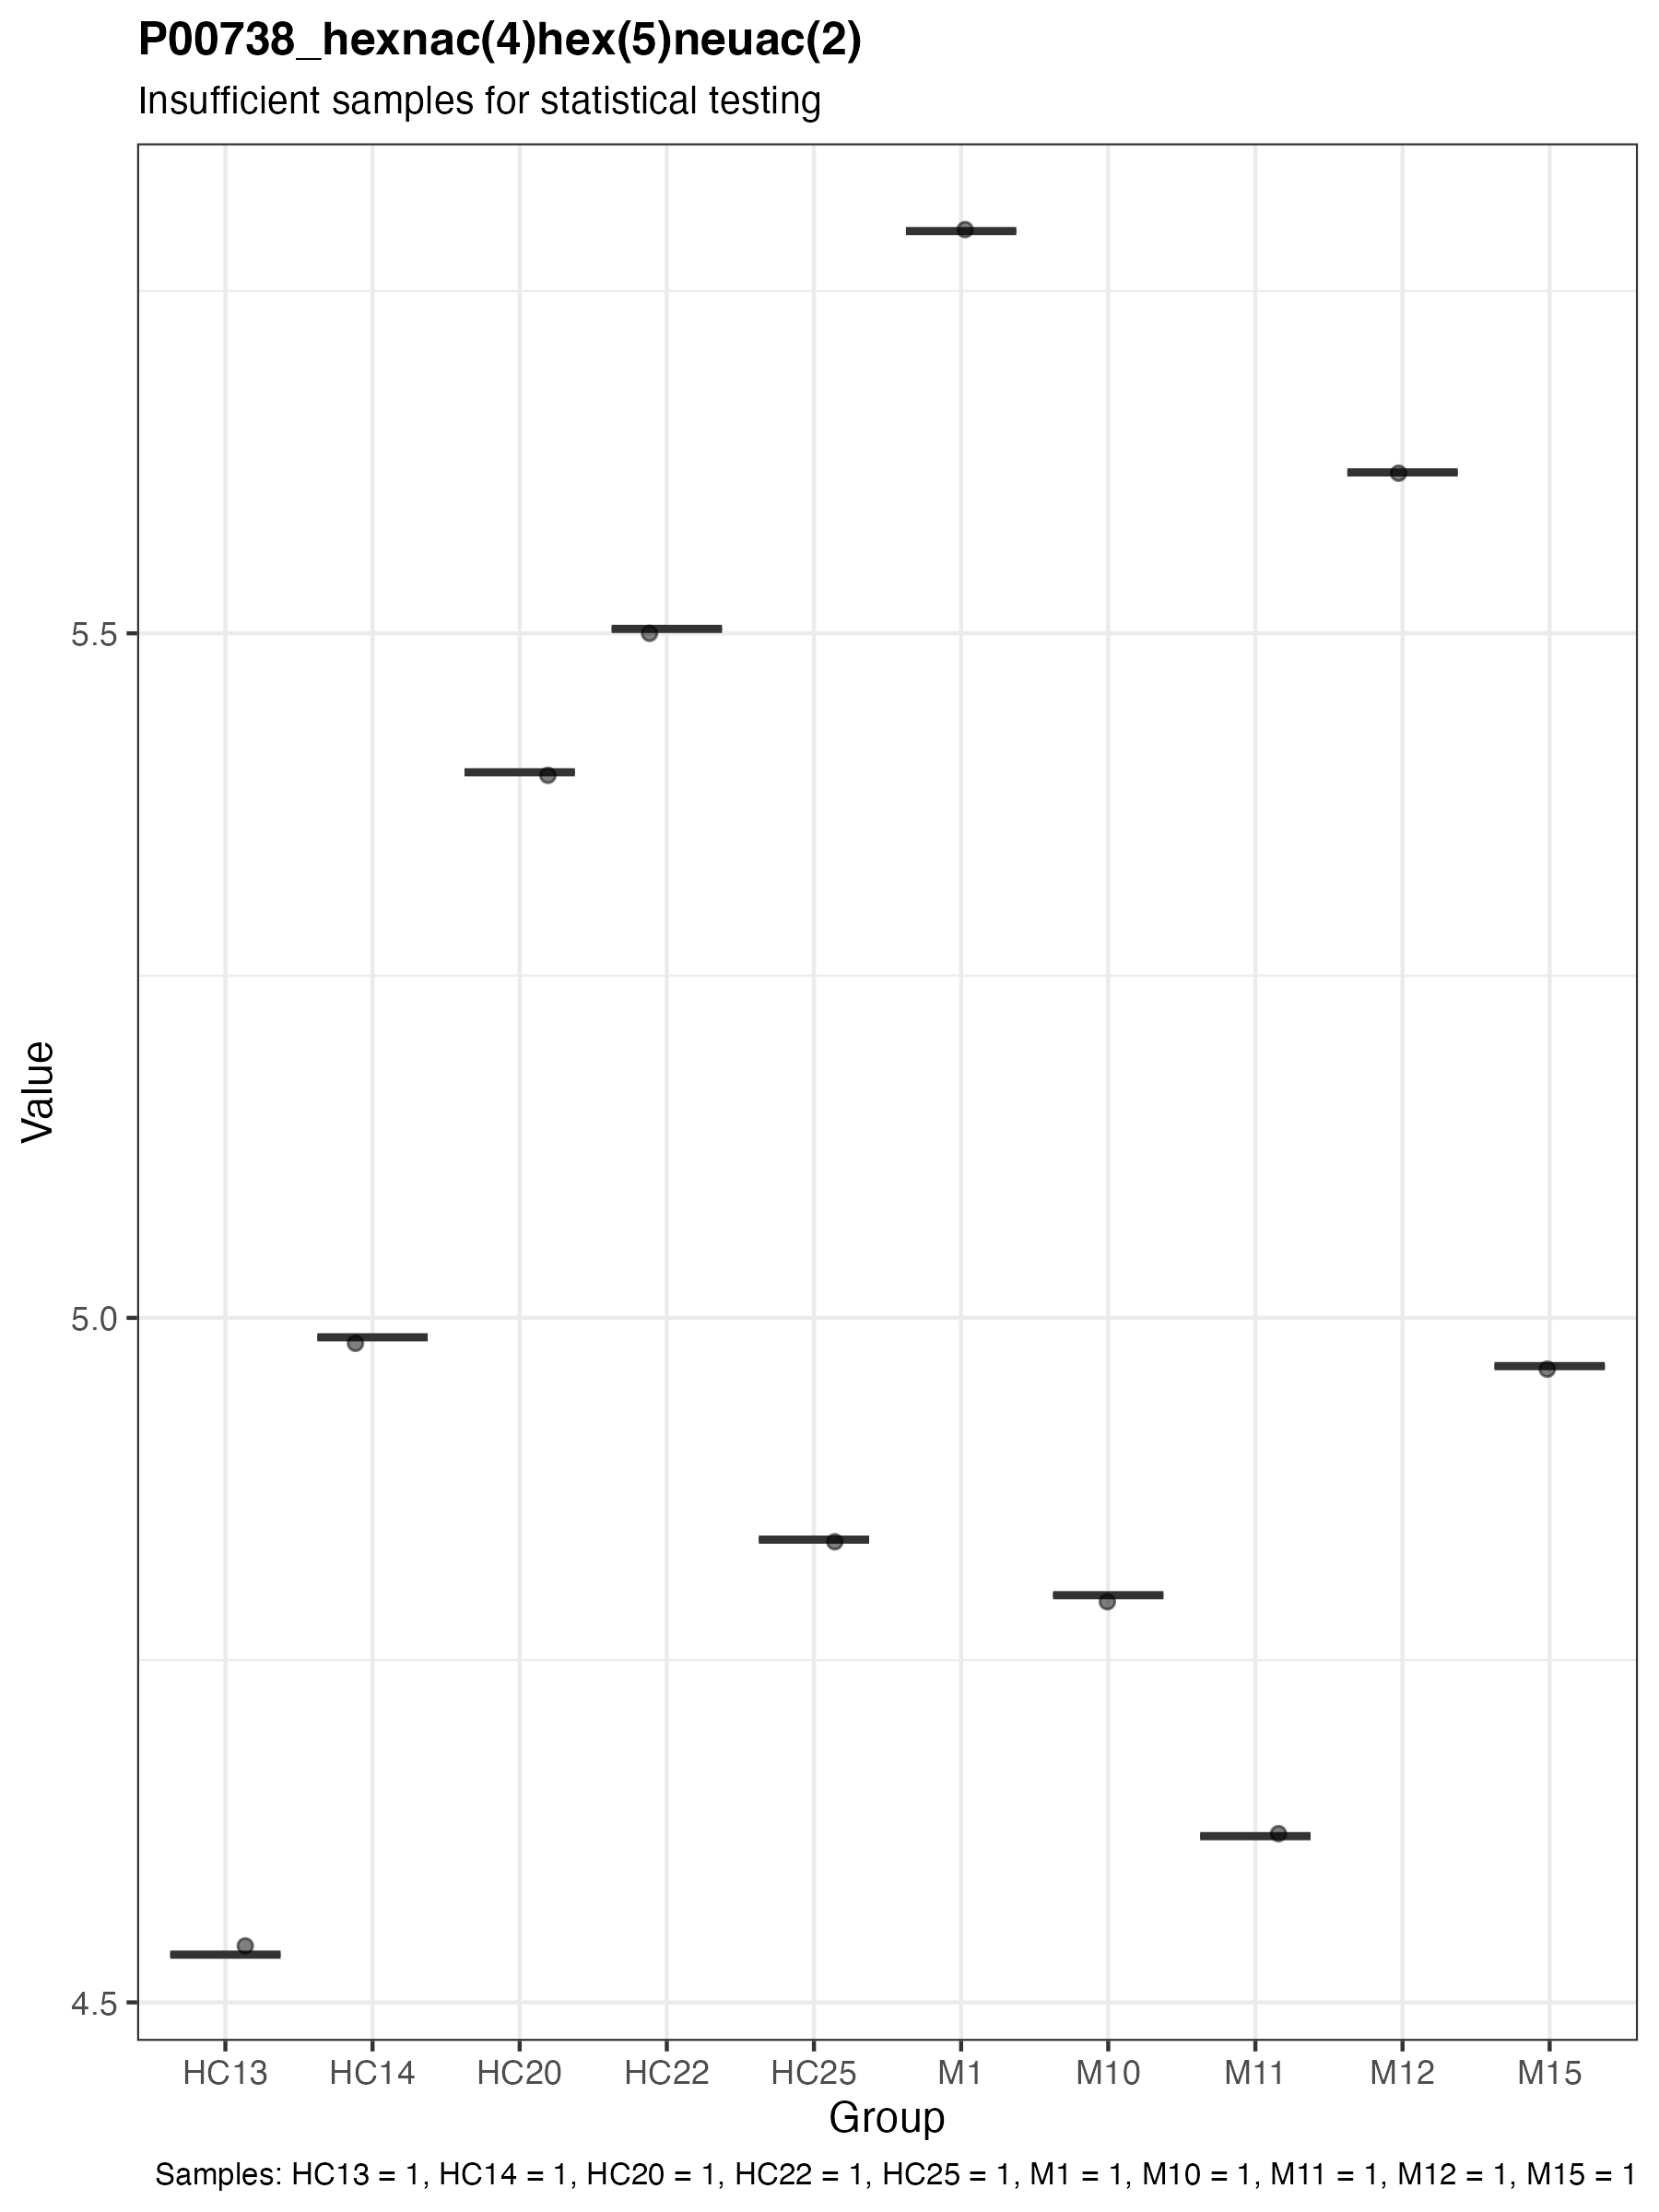 P00738_hexnac(4)hex(5)neuac(2)
Insufficient samples for statistical testing
Value
5.5
5.0
4.5
HC13 HC14 HC20 HC22 HC25 M1 M10 M11 M12 M15
Group
Samples: HC13 = 1, HC14 = 1, HC20 = 1, HC22 = 1, HC25 = 1, M1 = 1, M10 = 1, M11 = 1, M12 = 1, M15 = 1